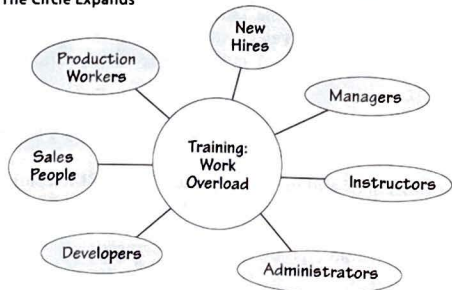 The Circle Expands
New
Hires
Production
Workers
Managers
Training:
Work
Overload
Sales
People
Instructors
Developers
Administrators